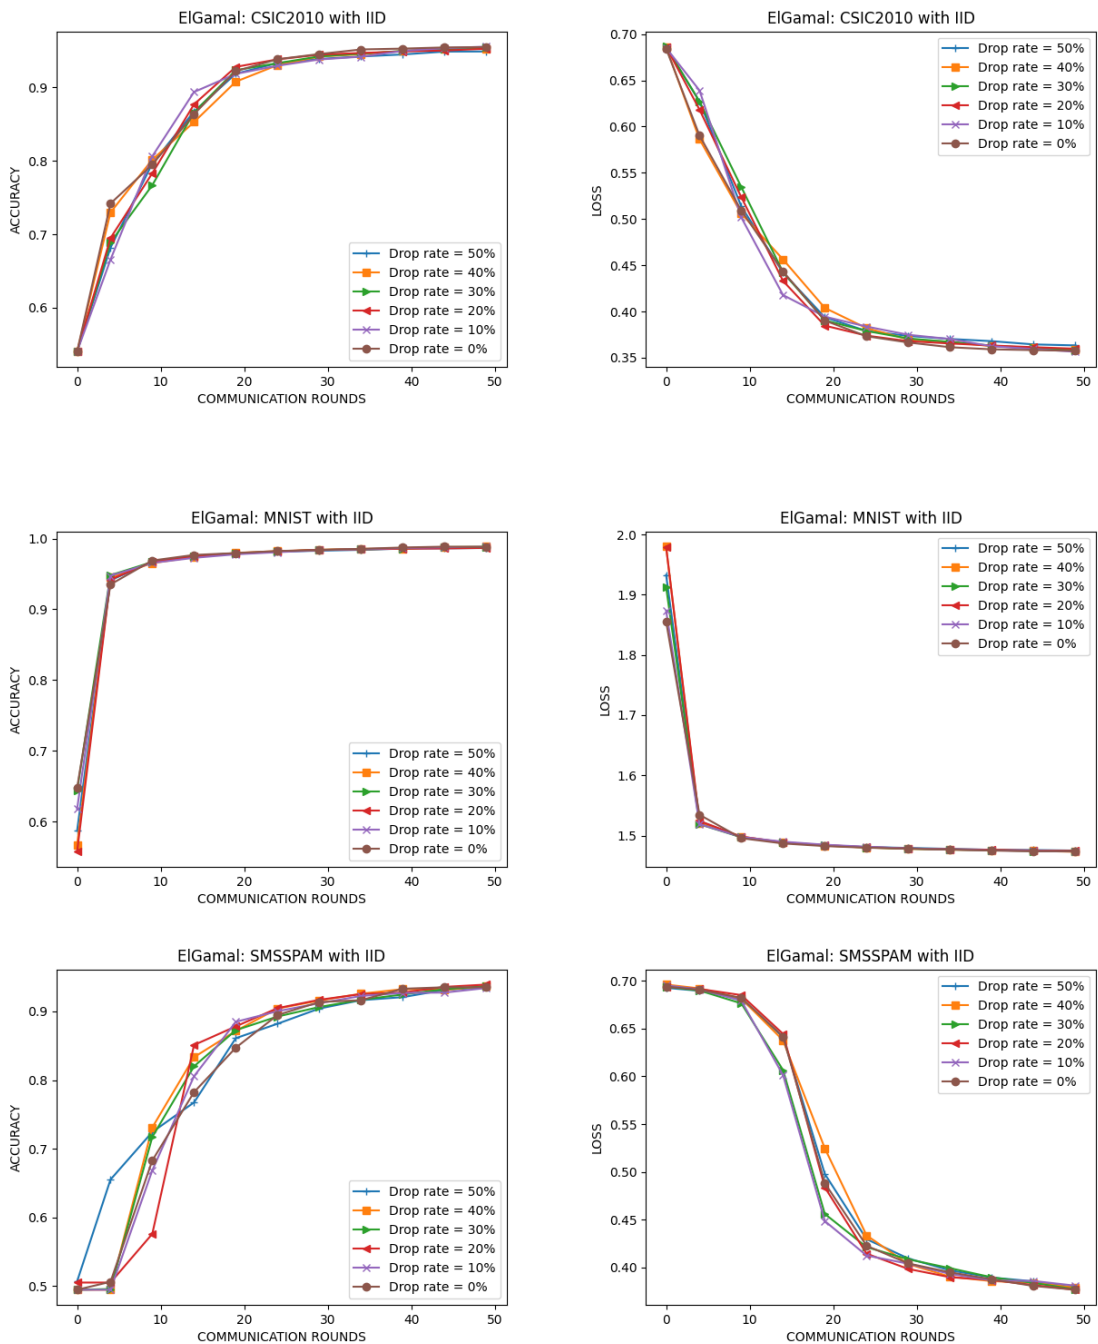 ElGamal: CSIC2010 with IID
ACCURACY
0.9
0.8
0.7
0.6
Drop rate = 50%
Drop rate = 40%
Drop rate = 30%
Drop rate = 20%
Drop rate = 10%
Drop rate = 0%
0 10 20 30 40 50
COMMUNICATION ROUNDS
ElGamal: CSIC2010 with IID
LOSS
0.70
0.65
0.60
0.55
0.50
0.45
0.40
0.35
Drop rate = 50%
Drop rate = 40%
Drop rate = 30%
Drop rate = 20%
Drop rate = 10%
Drop rate = 0%
0 10 20 30 40 50
COMMUNICATION ROUNDS
ElGamal: MNIST with IID
ACCURACY
1.0
0.9
0.8
0.7
0.6
Drop rate = 50%
Drop rate = 40%
Drop rate = 30%
Drop rate = 20%
Drop rate = 10%
Drop rate = 0%
0 10 20 30 40 50
COMMUNICATION ROUNDS
ElGamal: MNIST with IID
LOSS
2.0
1.9
1.8
1.7
1.6
1.5
Drop rate = 50%
Drop rate = 40%
Drop rate = 30%
Drop rate = 20%
Drop rate = 10%
Drop rate = 0%
0 10 20 30 40 50
COMMUNICATION ROUNDS
ElGamal: SMSSPAM with IID
ACCURACY
0.9
0.8
0.7
0.6
0.5
Drop rate = 50%
Drop rate = 40%
Drop rate = 30%
Drop rate = 20%
Drop rate = 10%
Drop rate = 0%
0 10 20 30 40 50
COMMUNICATION ROUNDS
ElGamal: SMSSPAM with IID
LOSS
0.70
0.65
0.60
0.55
0.50
0.45
0.40
Drop rate = 50%
Drop rate = 40%
Drop rate = 30%
Drop rate = 20%
Drop rate = 10%
Drop rate = 0%
0 10 20 30 40 50
COMMUNICATION ROUNDS